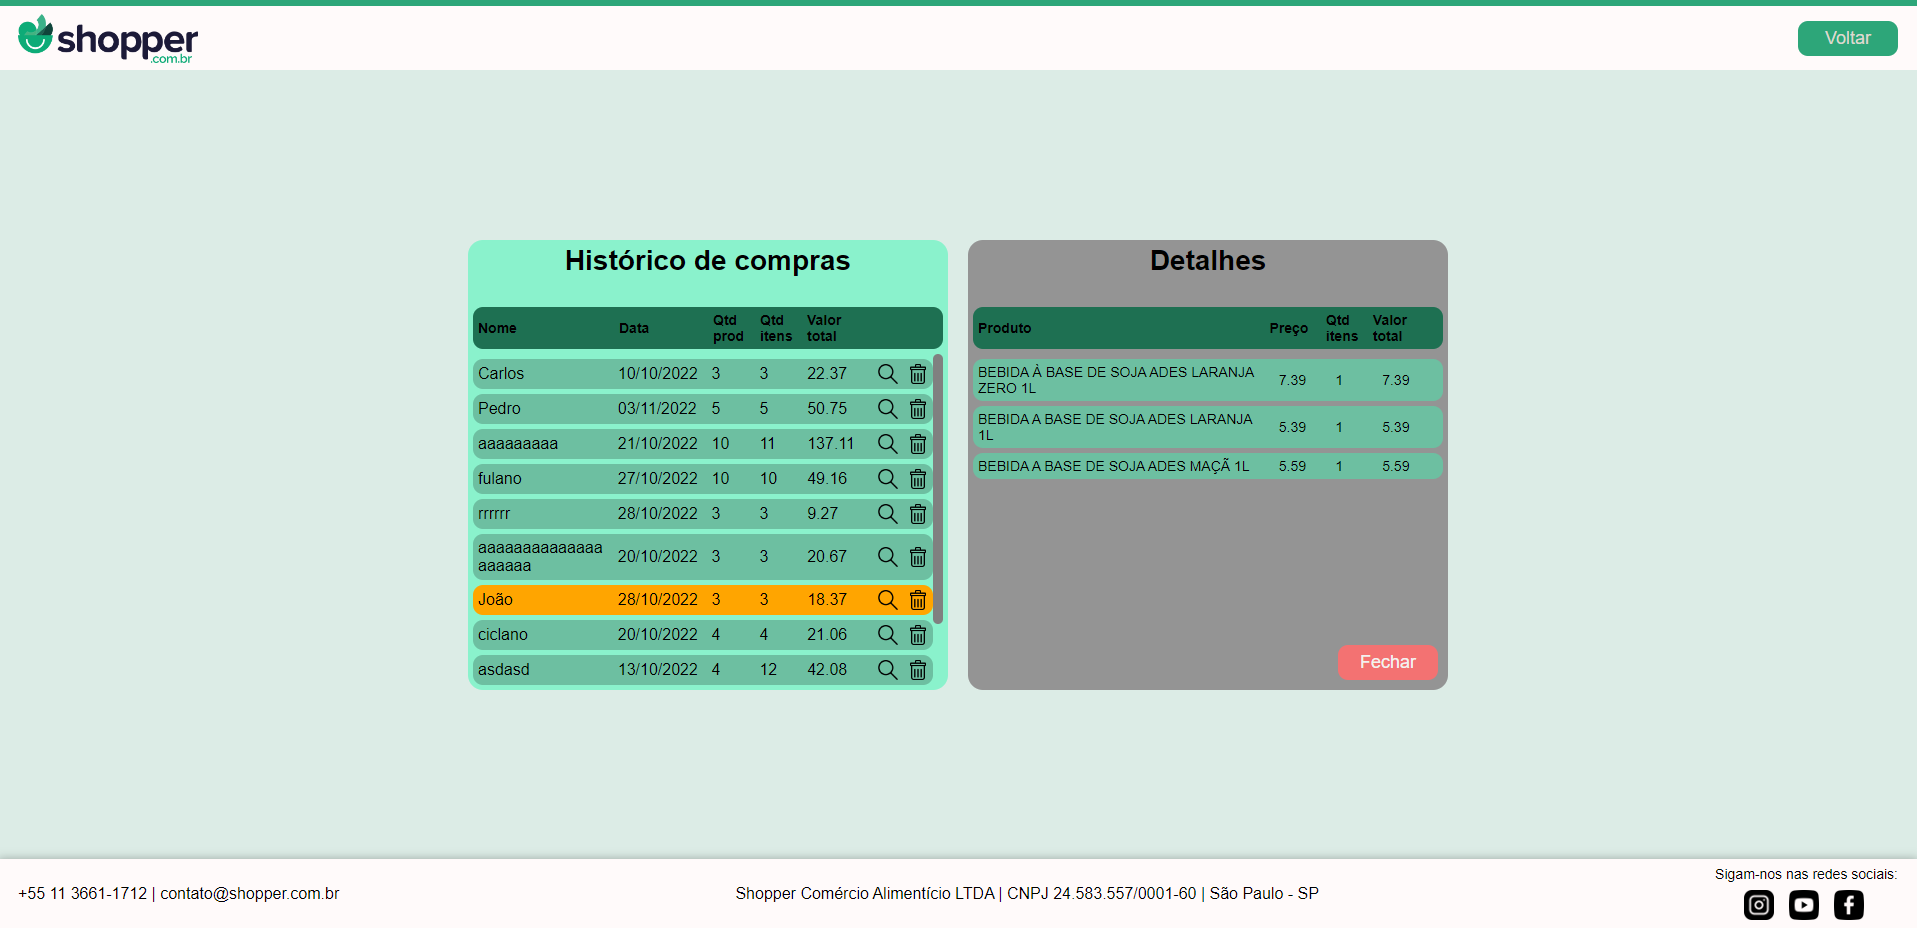 shopper
.com.br
Voltar
Histórico de compras
Nome Data Qtd prod Qtd itens Valor total
Carlos 10/10/2022 3 3 22.37
Pedro 03/11/2022 5 5 50.75
aaaaaaaaa 21/10/2022 10 11 137.11
fulano 27/10/2022 10 10 49.16
rrrrrr 28/10/2022 3 3 9.27
aaaaaaaaaaaaaa
aaaaaa 20/10/2022 3 3 20.67
João 28/10/2022 3 3 18.37
ciclano 20/10/2022 4 4 21.06
asdasd 13/10/2022 4 12 42.08
Detalhes
Produto Preço Qtd itens Valor total
BEBIDA À BASE DE SOJA ADES LARANJA
ZERO 1L 7.39 1 7.39
BEBIDA A BASE DE SOJA ADES LARANJA
1L 5.39 1 5.39
BEBIDA A BASE DE SOJA ADES MAÇÃ 1L 5.59 1 5.59
Fechar
+55 11 3661-1712 | contato@shopper.com.br
Shopper Comércio Alimentício LTDA | CNPJ 24.583.557/0001-60 | São Paulo - SP
Sigam-nos nas redes sociais: